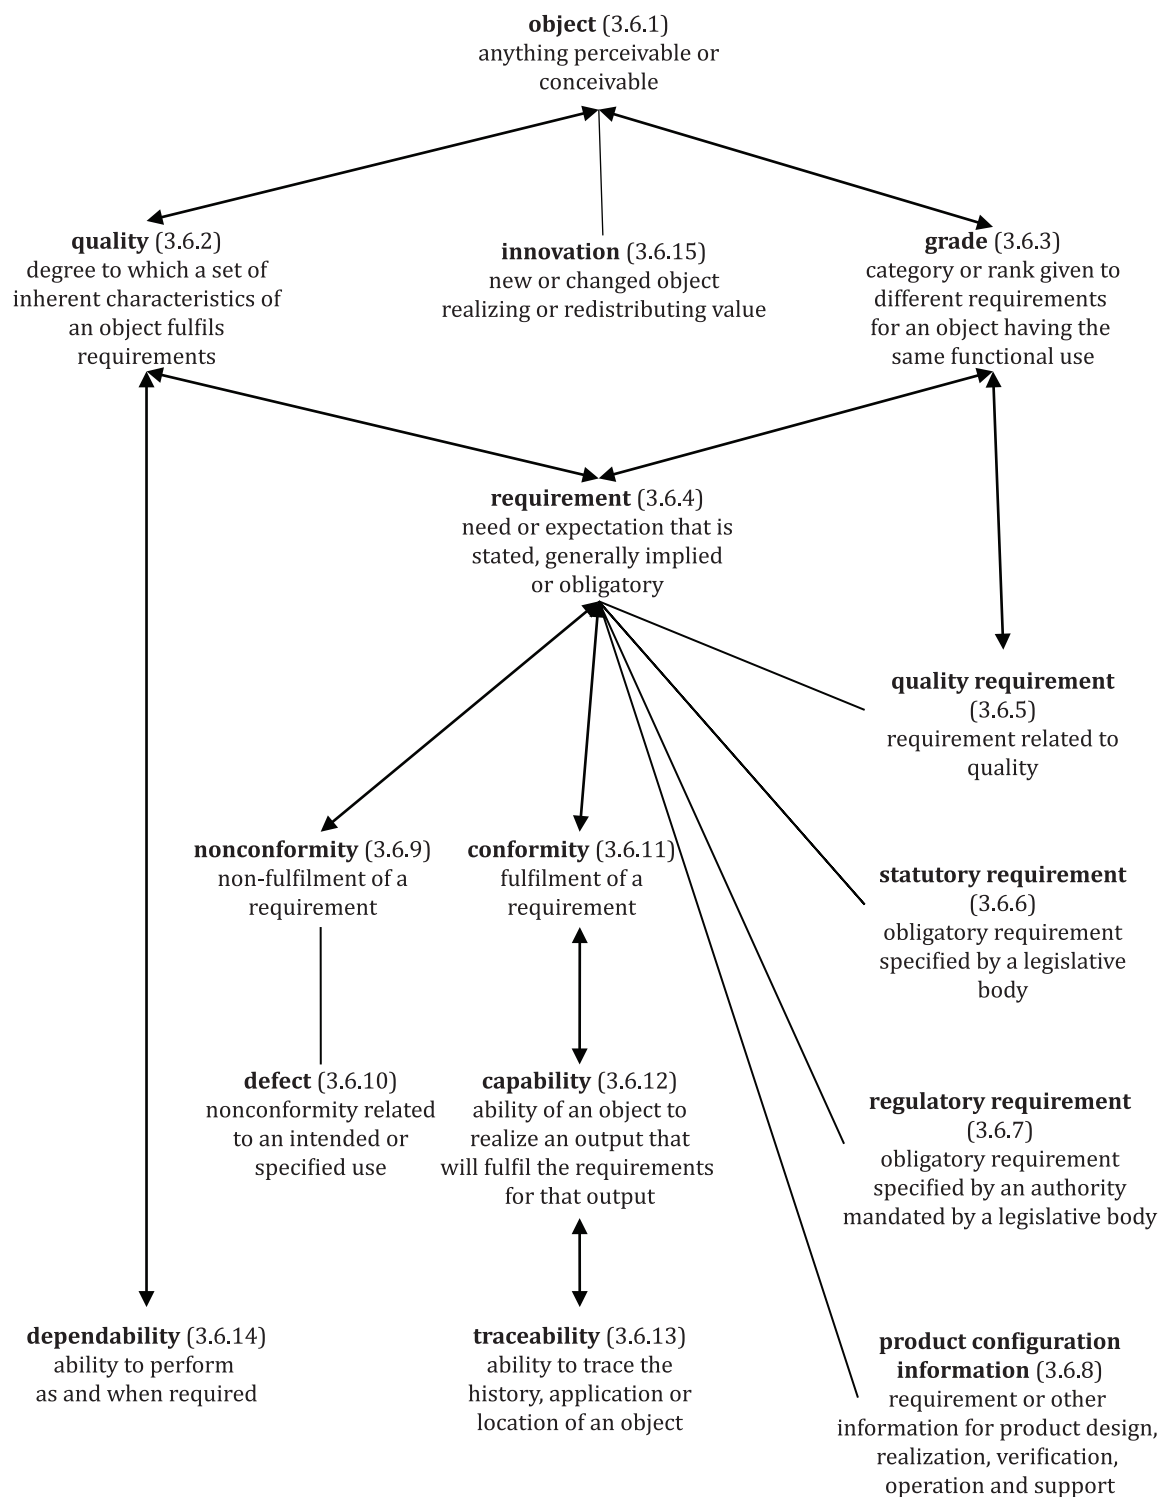 object (3.6.1)
anything perceivable or
conceivable
quality (3.6.2)
degree to which a set of
inherent characteristics of
an object fulfils
requirements
innovation (3.6.15)
new or changed object
realizing or redistributing value
grade (3.6.3)
category or rank given to
different requirements
for an object having the
same functional use
requirement (3.6.4)
need or expectation that is
stated, generally implied
or obligatory
quality requirement
(3.6.5)
requirement related to
quality
nonconformity (3.6.9)
non-fulfilment of a
requirement
conformity (3.6.11)
fulfilment of a
requirement
statutory requirement
(3.6.6)
obligatory requirement
specified by a legislative
body
defect (3.6.10)
nonconformity related
to an intended or
specified use
capability (3.6.12)
ability of an object to
realize an output that
will fulfil the requirements
for that output
regulatory requirement
(3.6.7)
obligatory requirement
specified by an authority
mandated by a legislative body
dependability (3.6.14)
ability to perform
as and when required
traceability (3.6.13)
ability to trace the
history, application or
location of an object
product configuration
information (3.6.8)
requirement or other
information for product design,
realization, verification,
operation and support